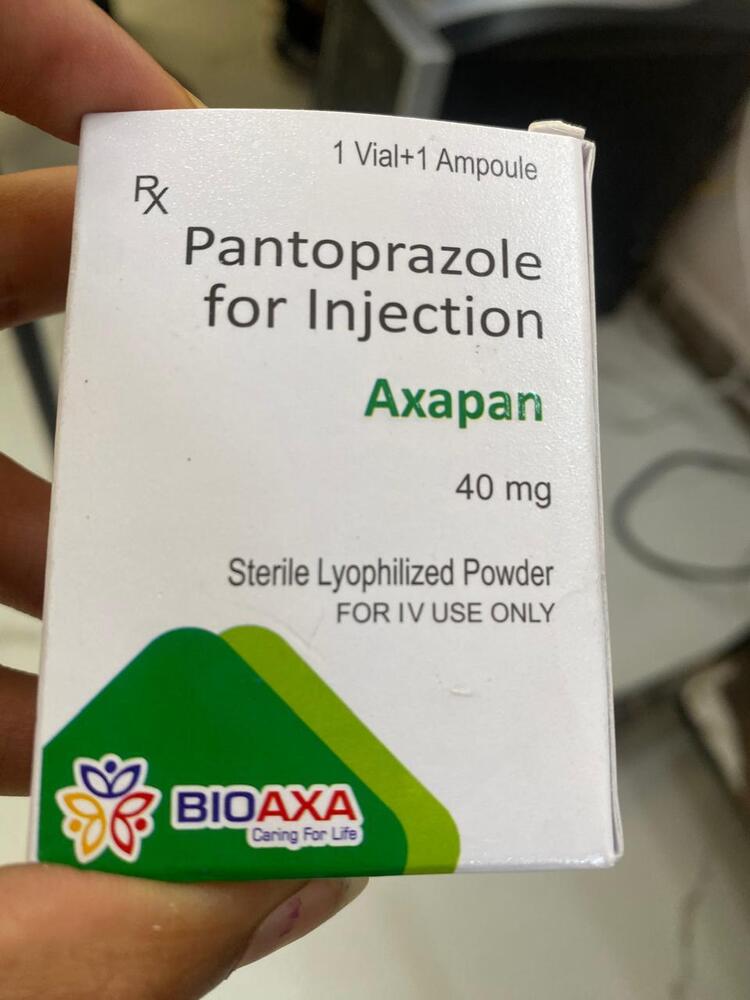 1 Vial+1 Ampoule
Rx
Pantoprazole
for Injection
Axapan
40 mg
Sterile Lyophilized Powder
FOR IV USE ONLY
BIOAXA
Caring For Life